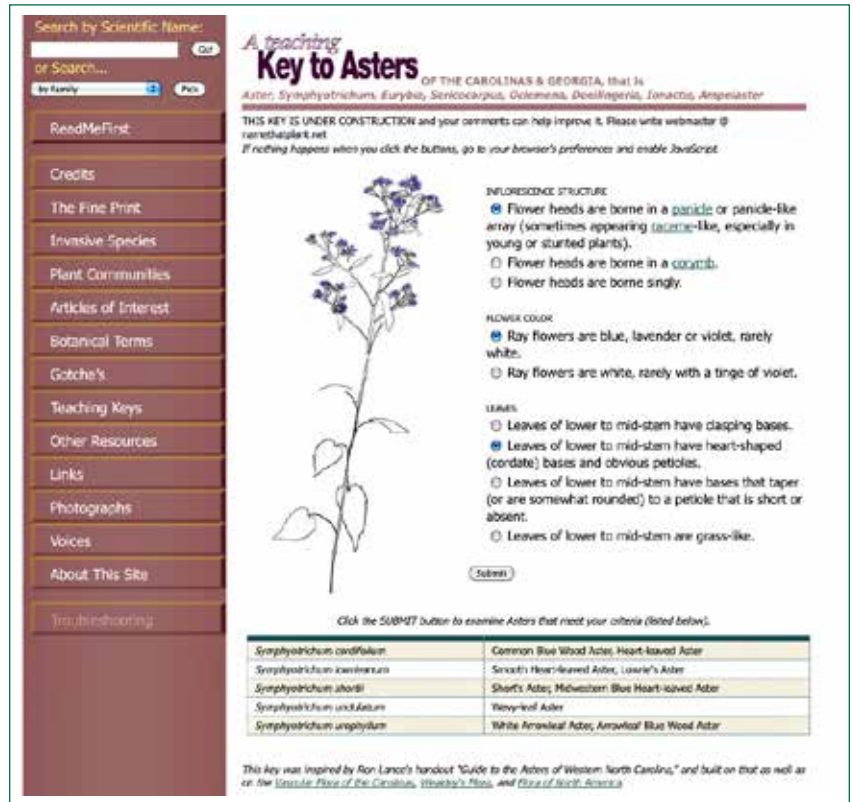 Search by Scientific Name:
Go!
or Search...
by family
Pick
ReadMeFirst
Credits
The Fine Print
Invasive Species
Plant Communities
Articles of Interest
Botanical Terms
Gotcha's
Teaching Keys
Other Resources
Links
Photographs
Voices
About This Site
Troubleshooting
A teaching
Key to Asters OF THE CAROLINAS & GEORGIA, that is
Aster, Symphyotrichum, Eurybia, Sericocarpus, Oclemena, Doellingeria, Ionactis, Ampelaster
THIS KEY IS UNDER CONSTRUCTION and your comments can help improve it. Please write webmaster @
namethatplant.net
If nothing happens when you click the buttons, go to your browser's preferences and enable JavaScript.
INFLORESCENCE STRUCTURE
Flower heads are borne in a panicle or panicle-like
array (sometimes appearing raceme-like, especially in
young or stunted plants).
Flower heads are borne in a corymb.
Flower heads are borne singly.
FLOWER COLOR
Ray flowers are blue, lavender or violet, rarely
white.
Ray flowers are white, rarely with a tinge of violet.
LEAVES
Leaves of lower to mid-stem have clasping bases.
Leaves of lower to mid-stem have heart-shaped
(cordate) bases and obvious petioles.
Leaves of lower to mid-stem have bases that taper
(or are somewhat rounded) to a petiole that is short or
absent.
Leaves of lower to mid-stem are grass-like.
Submit
Click the SUBMIT button to examine Asters that meet your criteria (listed below).
Symphyotrichum cordifolium Common Blue Wood Aster, Heart-leaved Aster
Symphyotrichum lowrieanum Smooth Heart-leaved Aster, Lowrie's Aster
Symphyotrichum shortii Short's Aster, Midwestern Blue Heart-leaved Aster
Symphyotrichum undulatum Wavy-leaf Aster
Symphyotrichum urophyllum White Arrowleaf Aster, Arrowleaf Blue Wood Aster
This key was inspired by Ron Lance's handout "Guide to the Asters of Western North Carolina," and built on that as well as
on the Vascular Flora of the Carolinas, Weakley's Flora, and Flora of North America.